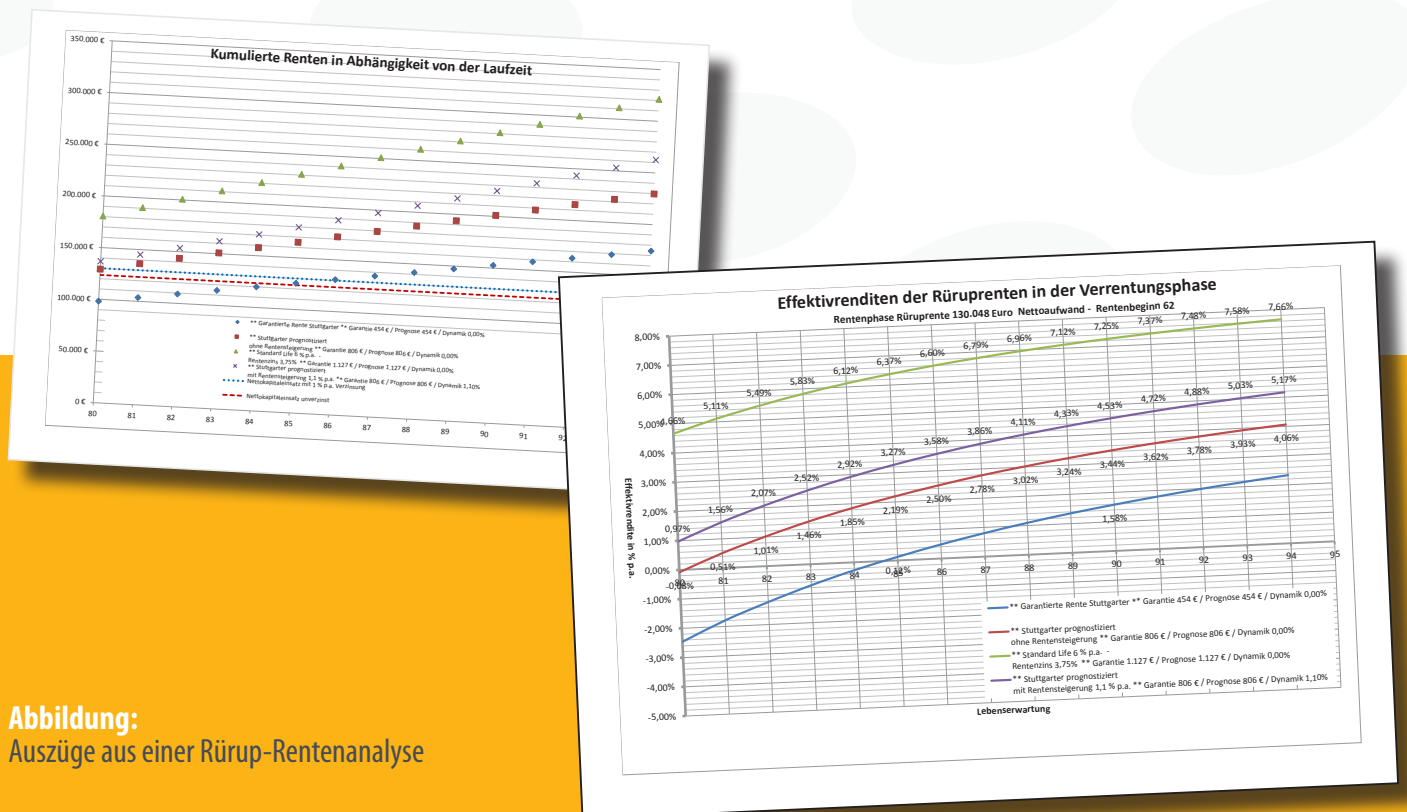 Kumulierte Renten in Abhängigkeit von der Laufzeit
350.000 €
300.000 €
250.000 €
200.000 €
150.000 €
100.000 €
50.000 €
0 €
80 81 82 83 84 85 86 87 88 89 90 91 92
** Garantierte Rente Stuttgarter ** Garantie 454 € / Prognose 454 € / Dynamik 0,00%
** Stuttgarter prognostiziert
ohne Rentensteigerung ** Garantie 806 € / Prognose 806 € / Dynamik 0,00%
** Standard Life 6 % p.a. -
Rentenzins 3,75% ** Garantie 1.127 € / Prognose 1.127 € / Dynamik 0,00%
** Stuttgarter prognostiziert
mit Rentensteigerung 1,1 % p.a. ** Garantie 806 € / Prognose 806 € / Dynamik 1,10%
Nettokapitaleinsatz mit 1 % p.a. Verzinsung
Nettokapitaleinsatz unverzinst
Effektivrenditen der Rüruprenten in der Verrentungsphase
Rentenphase Rüruprente 130.048 Euro Nettoaufwand - Rentenbeginn 62
8,00%
7,00%
6,00%
5,00%
4,00%
3,00%
2,00%
1,00%
0,00%
-1,00%
-2,00%
-3,00%
-4,00%
-5,00%
Effektivrendite in % p.a.
4,66% 5,11% 5,49% 5,83% 6,12% 6,37% 6,60% 6,79% 6,96% 7,12% 7,25% 7,37% 7,48% 7,58% 7,66%
0,97% 1,56% 2,07% 2,52% 2,92% 3,27% 3,58% 3,86% 4,11% 4,33% 4,53% 4,72% 4,88% 5,03% 5,17%
-0,08% 0,51% 1,01% 1,46% 1,85% 2,19% 2,50% 2,78% 3,02% 3,24% 3,44% 3,62% 3,78% 3,93% 4,06%
0,12% 1,58%
80 81 82 83 84 85 86 87 88 89 90 91 92 93 94 95
** Garantierte Rente Stuttgarter ** Garantie 454 € / Prognose 454 € / Dynamik 0,00%
** Stuttgarter prognostiziert
ohne Rentensteigerung ** Garantie 806 € / Prognose 806 € / Dynamik 0,00%
** Standard Life 6 % p.a. -
Rentenzins 3,75% ** Garantie 1.127 € / Prognose 1.127 € / Dynamik 0,00%
** Stuttgarter prognostiziert
mit Rentensteigerung 1,1 % p.a. ** Garantie 806 € / Prognose 806 € / Dynamik 1,10%
Lebenserwartung
Abbildung:
Auszüge aus einer Rürup-Rentenanalyse